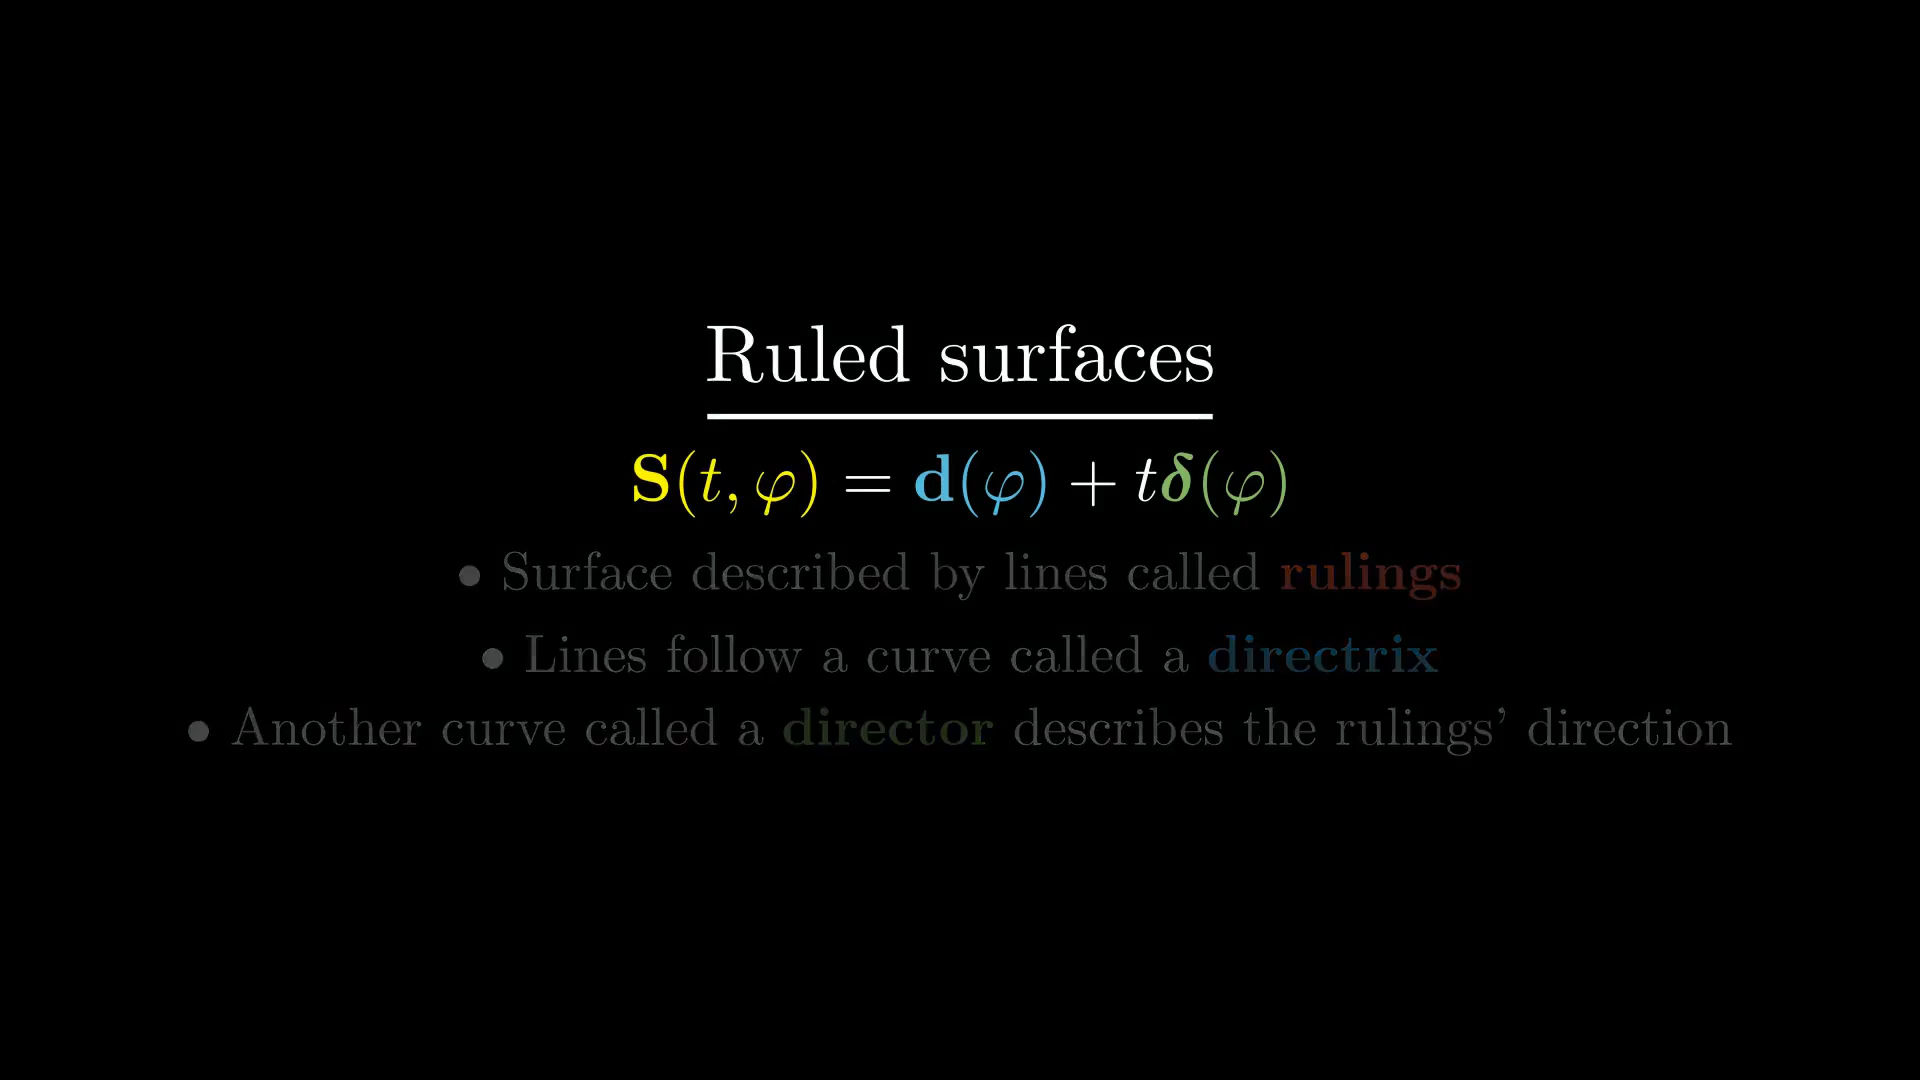 Ruled surfaces
S(t, φ) = d(φ) + tδ(φ)
• Surface described by lines called rulings
• Lines follow a curve called a directrix
• Another curve called a director describes the rulings’ direction